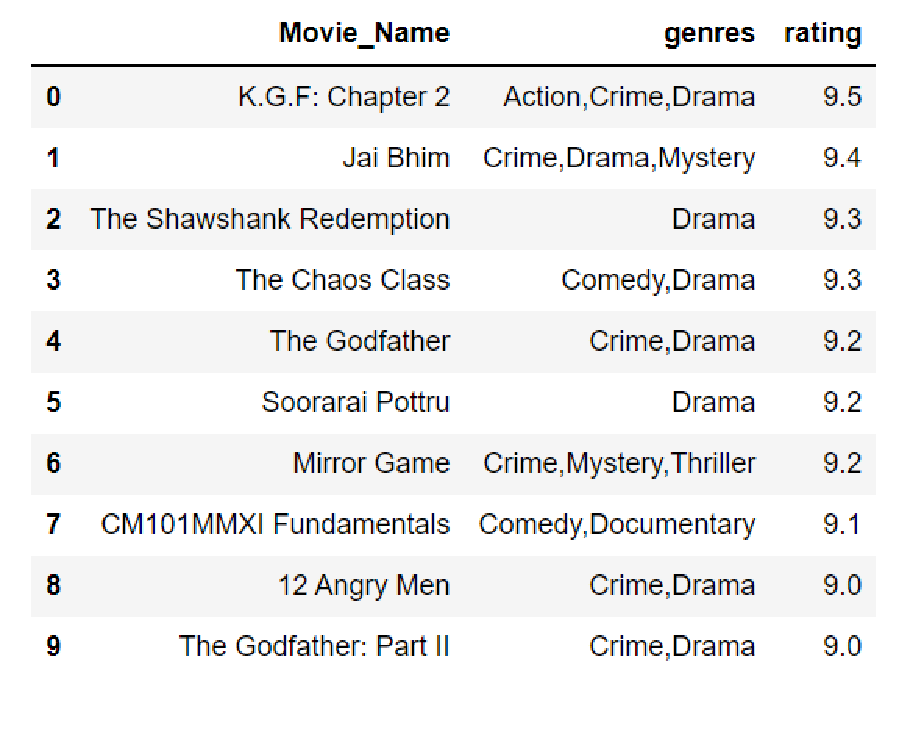 Movie_Name genres rating
0 K.G.F: Chapter 2 Action,Crime,Drama 9.5
1 Jai Bhim Crime,Drama,Mystery 9.4
2 The Shawshank Redemption Drama 9.3
3 The Chaos Class Comedy,Drama 9.3
4 The Godfather Crime,Drama 9.2
5 Soorarai Pottru Drama 9.2
6 Mirror Game Crime,Mystery,Thriller 9.2
7 CM101MMXI Fundamentals Comedy,Documentary 9.1
8 12 Angry Men Crime,Drama 9.0
9 The Godfather: Part II Crime,Drama 9.0